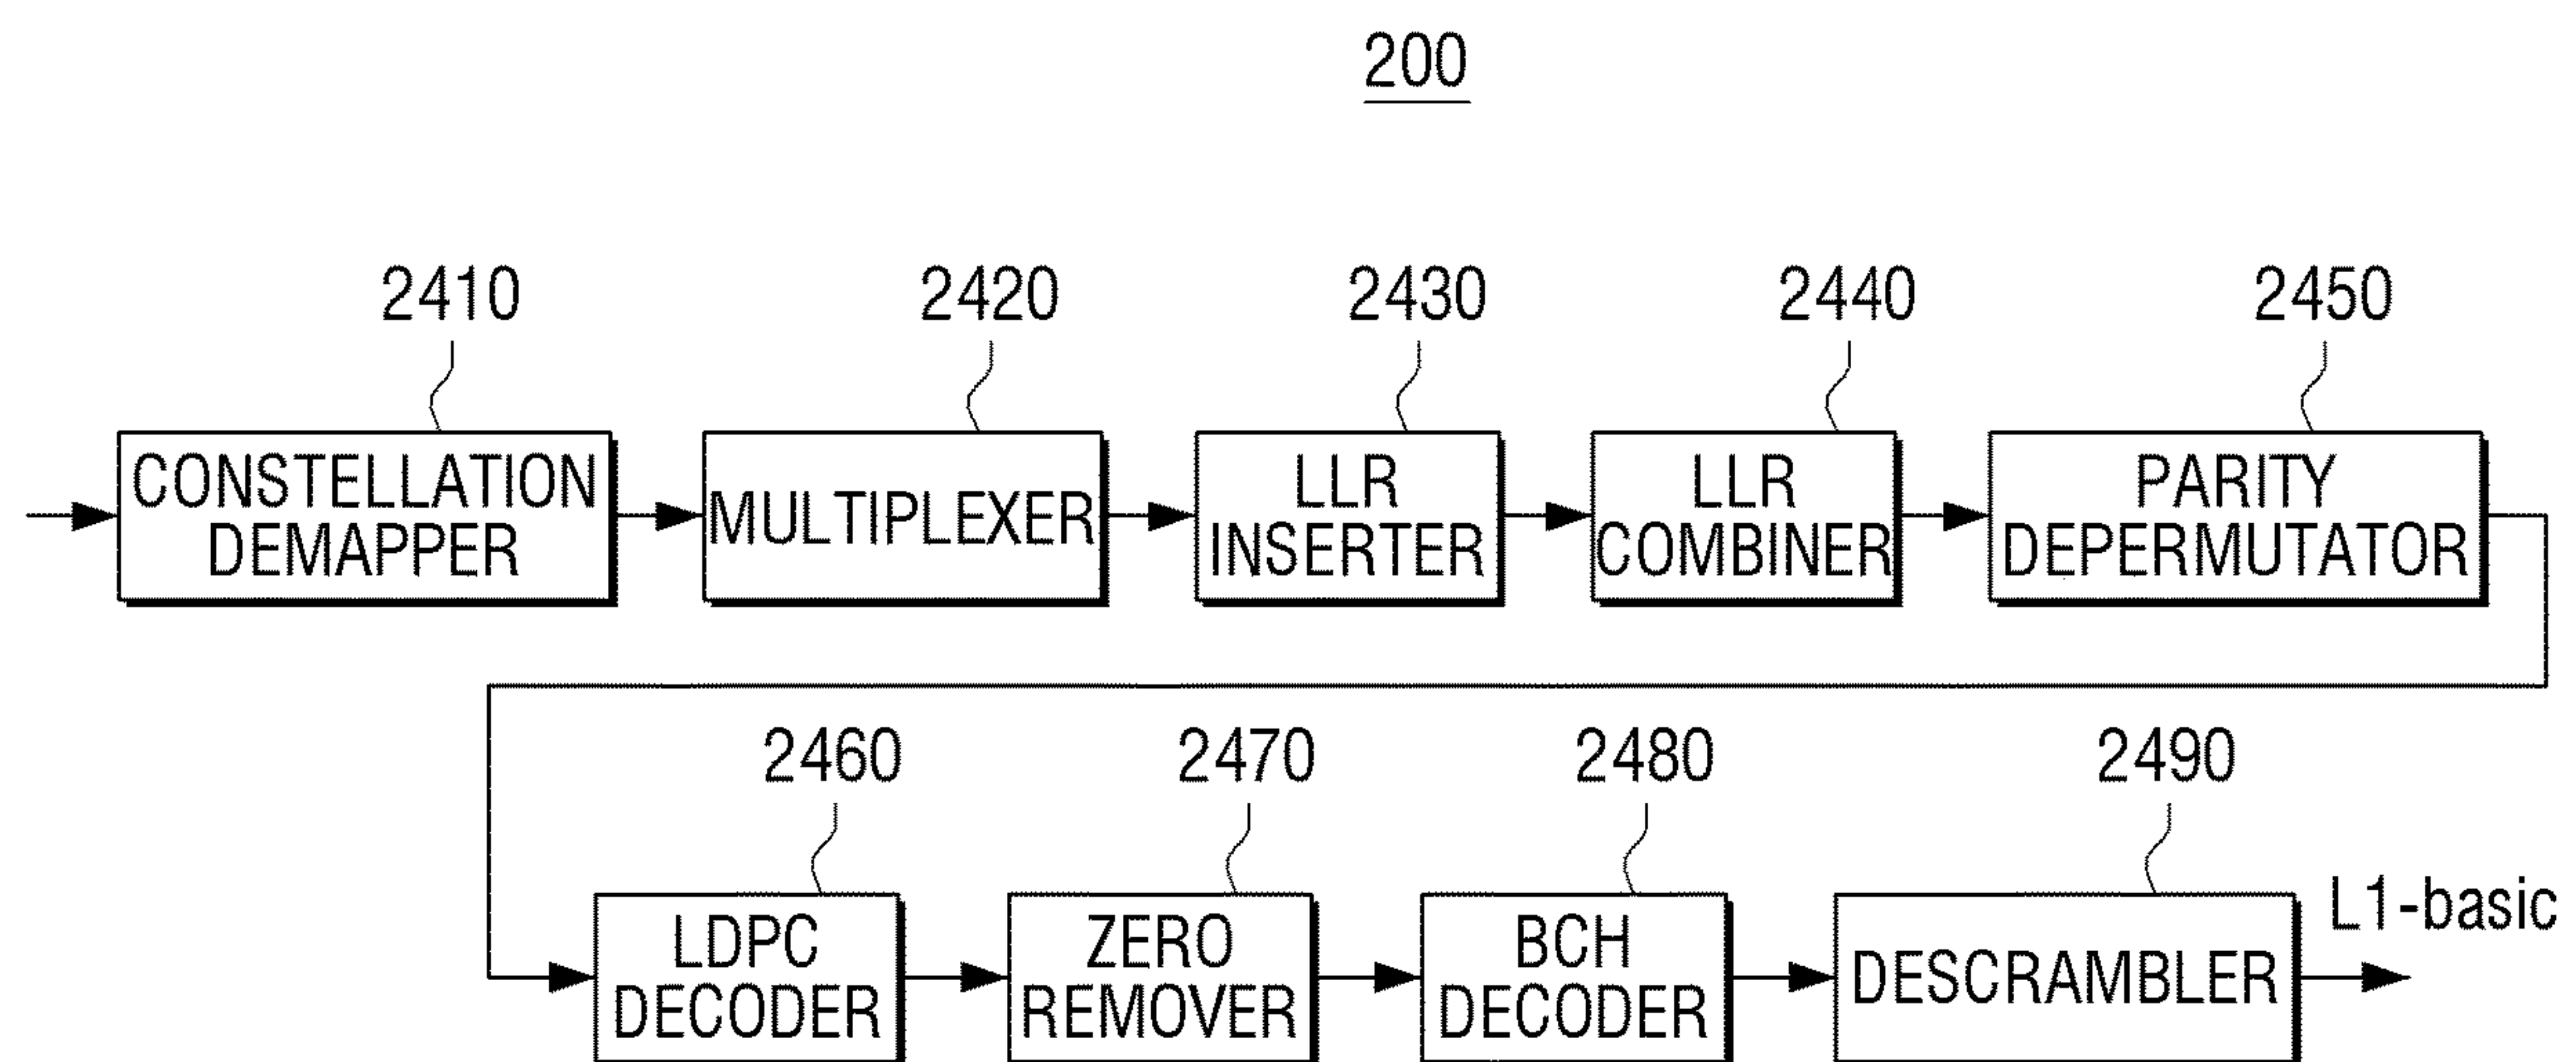 200
2410 2420 2430 2440 2450
CONSTELLATION
DEMAPPER
MULTIPLEXER
LLR
INSERTER
LLR
COMBINER
PARITY
DEPERMUTATOR
2460 2470 2480 2490
LDPC
DECODER
ZERO
REMOVER
BCH
DECODER
DESCRAMBLER
L1-basic